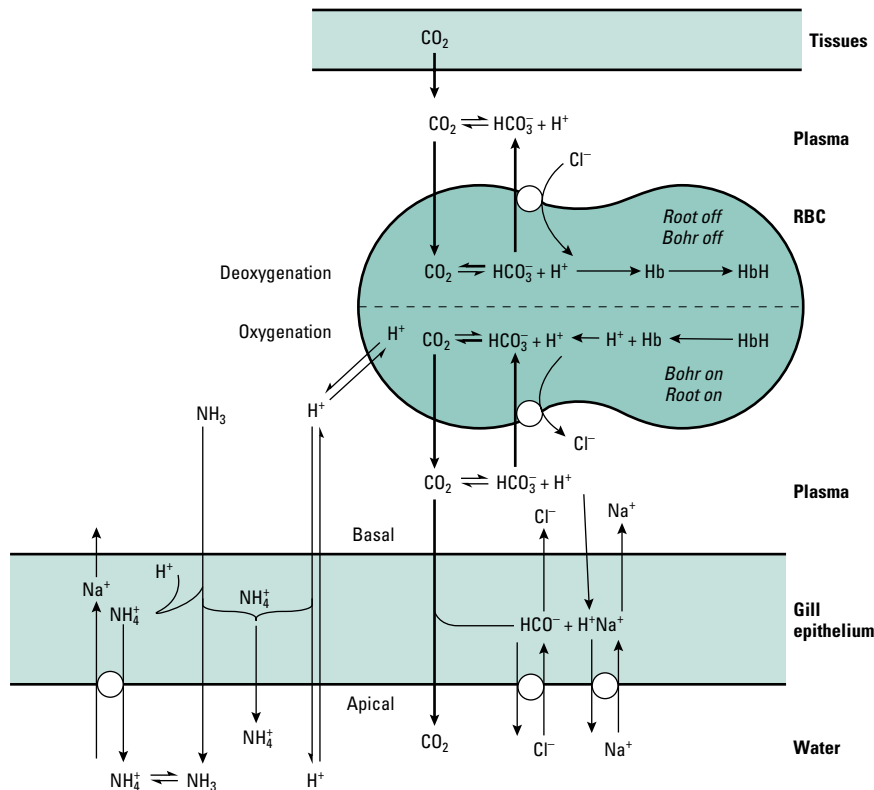 CO₂ Tissues
CO₂ ⇌ HCO₃⁻ + H⁺
Plasma
Cl⁻
RBC
Root off
Bohr off
Deoxygenation CO₂ ⇌ HCO₃⁻ + H⁺ → Hb → HbH
Oxygenation H⁺ CO₂ ⇌ HCO₃⁻ + H⁺ ← H⁺ + Hb ← HbH
Bohr on
Root on
NH₃ H⁺
Cl⁻
CO₂ ⇌ HCO₃⁻ + H⁺ Plasma
Cl⁻ Na⁺
Basal
H⁺
Na⁺ NH₄⁺ NH₄⁺
HCO⁻ + H⁺Na⁺
Gill
epithelium
Apical
NH₄⁺ CO₂ Cl⁻ Na⁺ Water
NH₄⁺ ⇌ NH₃ H⁺